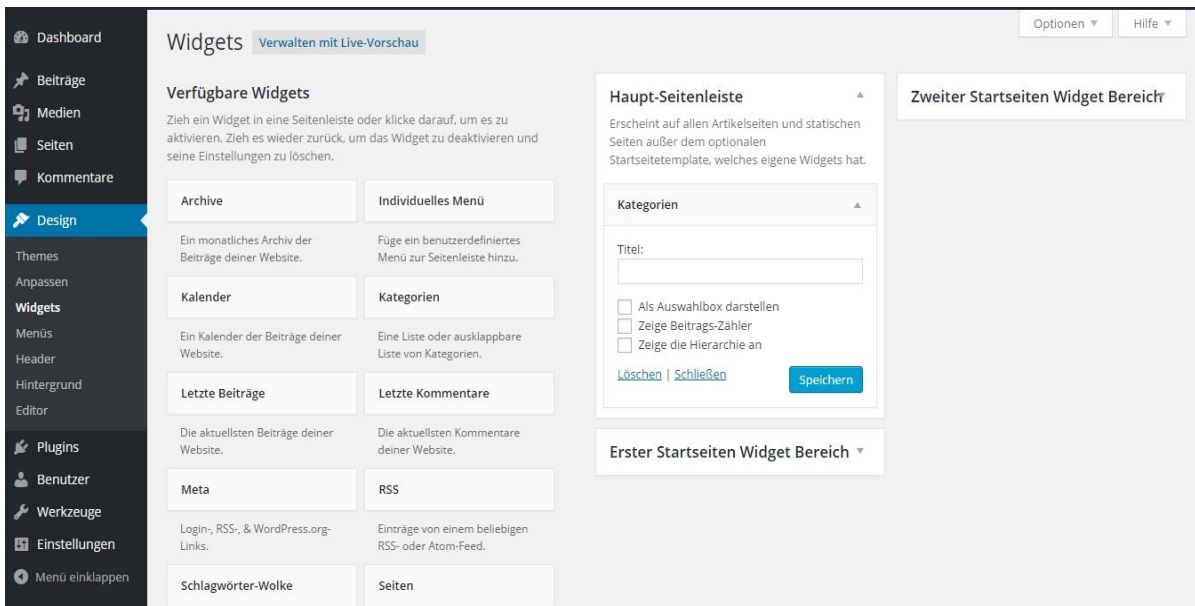 Dashboard
Beiträge
Medien
Seiten
Kommentare
Design
Themes
Anpassen
Widgets
Menüs
Header
Hintergrund
Editor
Plugins
Benutzer
Werkzeuge
Einstellungen
Menü einklappen
Optionen
Hilfe
Widgets
Verwalten mit Live-Vorschau
Verfügbare Widgets
Zieh ein Widget in eine Seitenleiste oder klicke darauf, um es zu
aktivieren. Zieh es wieder zurück, um das Widget zu deaktivieren und
seine Einstellungen zu löschen.
Archive
Ein monatliches Archiv der
Beiträge deiner Website.
Individuelles Menü
Füge ein benutzerdefiniertes
Menü zur Seitenleiste hinzu.
Kalender
Ein Kalender der Beiträge deiner
Website.
Kategorien
Eine Liste oder ausklappbare
Liste von Kategorien.
Letzte Beiträge
Die aktuellsten Beiträge deiner
Website.
Letzte Kommentare
Die aktuellsten Kommentare
deiner Website.
Meta
Login-, RSS-, & WordPress.org-
Links.
RSS
Einträge von einem beliebigen
RSS- oder Atom-Feed.
Schlagwörter-Wolke
Seiten
Haupt-Seitenleiste
Erscheint auf allen Artikelseiten und statischen
Seiten außer dem optionalen
Startseitetemplate, welches eigene Widgets hat.
Kategorien
Titel:
Als Auswahlbox darstellen
Zeige Beitrags-Zähler
Zeige die Hierarchie an
Löschen | Schließen
Speichern
Erster Startseiten Widget Bereich
Zweiter Startseiten Widget Bereich